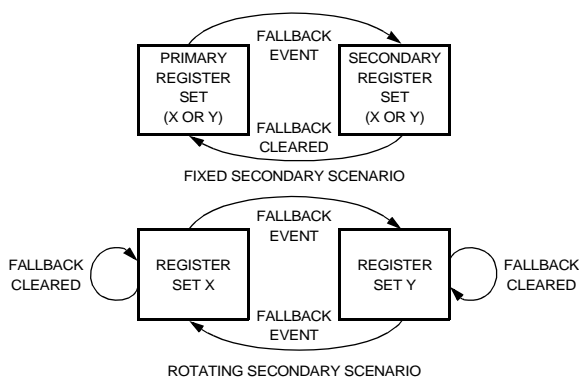 FALLBACK
EVENT
PRIMARY
REGISTER
SET
(X OR Y)
SECONDARY
REGISTER
SET
(X OR Y)
FALLBACK
CLEARED
FIXED SECONDARY SCENARIO
FALLBACK
EVENT
FALLBACK
CLEARED
REGISTER
SET X
REGISTER
SET Y
FALLBACK
CLEARED
FALLBACK
EVENT
ROTATING SECONDARY SCENARIO